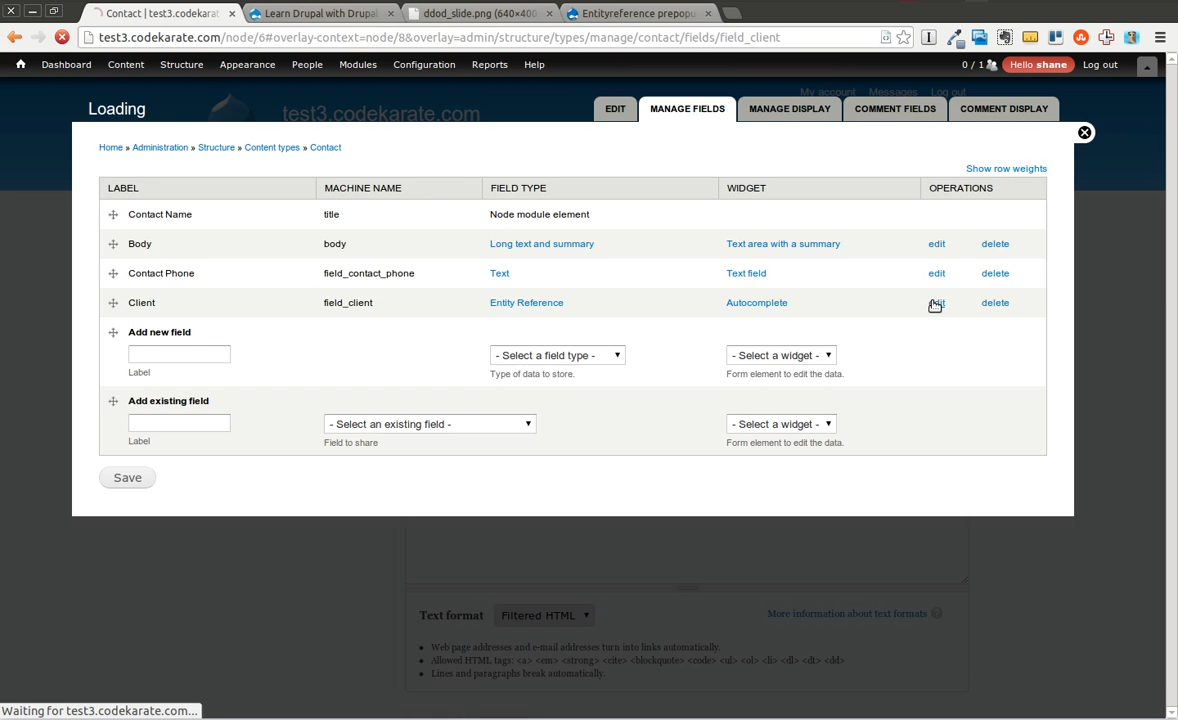 Contact | test3.codekarat
Learn Drupal with Drupal
ddod_slide.png (640×400
Entityreference prepopu
test3.codekarate.com/node/6#overlay-context=node/8&overlay=admin/structure/types/manage/contact/fields/field_client
Dashboard Content Structure Appearance People Modules Configuration Reports Help 0 / 1 Hello shane Log out
My account Messages Log out
Loading test3.codekarate.com EDIT MANAGE FIELDS MANAGE DISPLAY COMMENT FIELDS COMMENT DISPLAY
Home » Administration » Structure » Content types » Contact
Show row weights
LABEL MACHINE NAME FIELD TYPE WIDGET OPERATIONS
Contact Name title Node module element
Body body Long text and summary Text area with a summary edit delete
Contact Phone field_contact_phone Text Text field edit delete
Client field_client Entity Reference Autocomplete edit delete
Add new field
- Select a field type - - Select a widget -
Label Type of data to store. Form element to edit the data.
Add existing field
- Select an existing field - - Select a widget -
Label Field to share Form element to edit the data.
Save
Text format Filtered HTML More information about text formats
Web page addresses and e-mail addresses turn into links automatically.
Allowed HTML tags: <a> <em> <strong> <cite> <blockquote> <code> <ul> <ol> <li> <dl> <dt> <dd>
Lines and paragraphs break automatically.
Waiting for test3.codekarate.com...